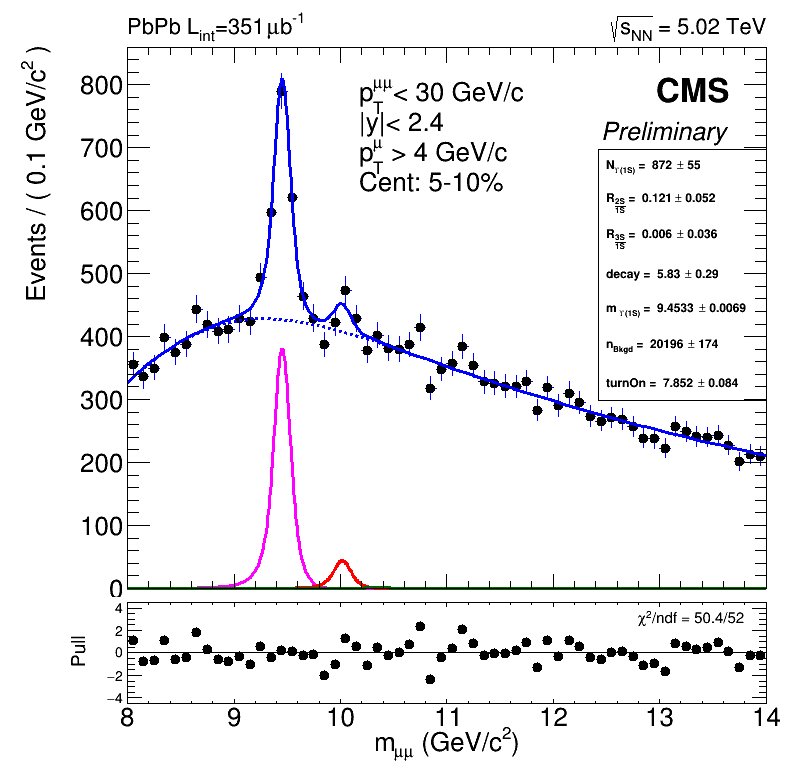 PbPb L_int=351 μb⁻¹
√s_NN = 5.02 TeV
Events / ( 0.1 GeV/c² )
800
700
600
500
400
300
200
100
0
p_T^μμ < 30 GeV/c
|y|< 2.4
p_T^μ > 4 GeV/c
Cent: 5-10%
CMS
Preliminary
N_ϒ(1S) = 872 ± 55
R_2S/1S = 0.121 ± 0.052
R_3S/1S = 0.006 ± 0.036
decay = 5.83 ± 0.29
m_ϒ(1S) = 9.4533 ± 0.0069
n_Bkgd = 20196 ± 174
turnOn = 7.852 ± 0.084
Pull
4
2
0
−2
−4
χ²/ndf = 50.4/52
8 9 10 11 12 13 14
m_μμ (GeV/c²)